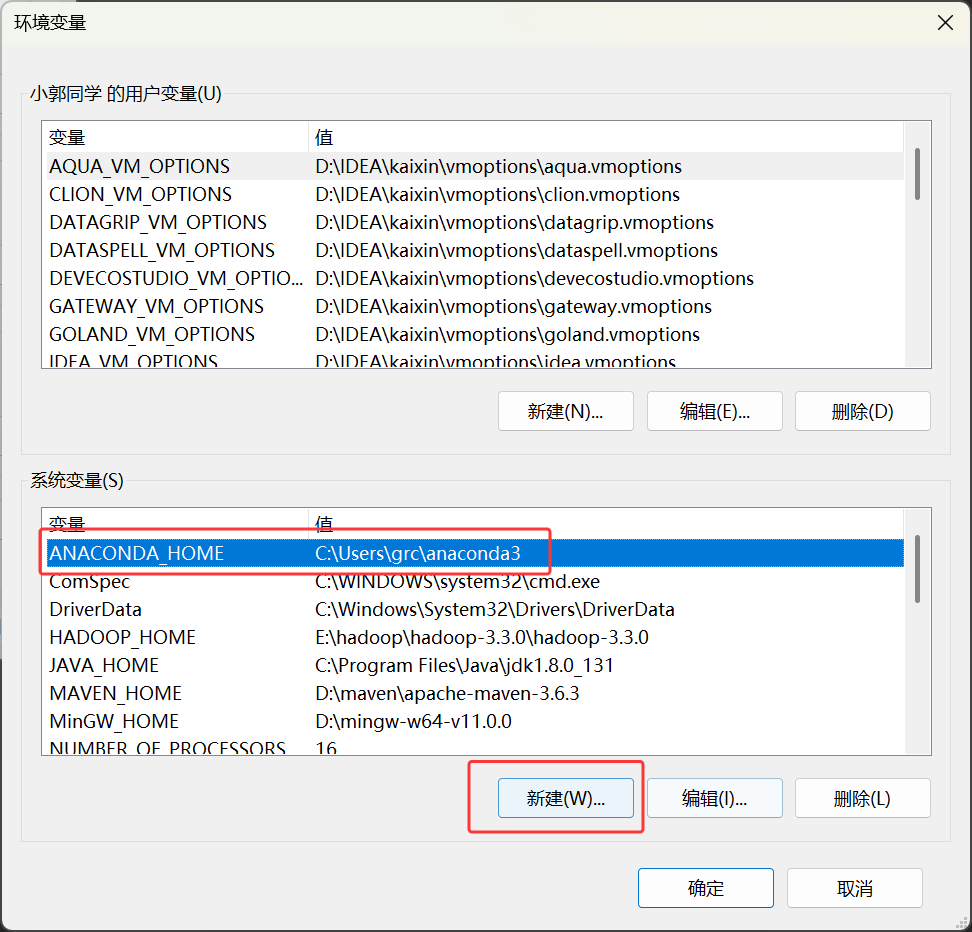 环境变量
小郭同学 的用户变量(U)
变量 值
AQUA_VM_OPTIONS D:\IDEA\kaixin\vmoptions\aqua.vmoptions
CLION_VM_OPTIONS D:\IDEA\kaixin\vmoptions\clion.vmoptions
DATAGRIP_VM_OPTIONS D:\IDEA\kaixin\vmoptions\datagrip.vmoptions
DATASPELL_VM_OPTIONS D:\IDEA\kaixin\vmoptions\dataspell.vmoptions
DEVECOSTUDIO_VM_OPTIO... D:\IDEA\kaixin\vmoptions\devecostudio.vmoptions
GATEWAY_VM_OPTIONS D:\IDEA\kaixin\vmoptions\gateway.vmoptions
GOLAND_VM_OPTIONS D:\IDEA\kaixin\vmoptions\goland.vmoptions
IDEA_VM_OPTIONS D:\IDEA\kaixin\vmoptions\idea.vmoptions
新建(N)... 编辑(E)... 删除(D)
系统变量(S)
变量 值
ANACONDA_HOME C:\Users\grc\anaconda3
ComSpec C:\WINDOWS\system32\cmd.exe
DriverData C:\Windows\System32\Drivers\DriverData
HADOOP_HOME E:\hadoop\hadoop-3.3.0\hadoop-3.3.0
JAVA_HOME C:\Program Files\Java\jdk1.8.0_131
MAVEN_HOME D:\maven\apache-maven-3.6.3
MinGW_HOME D:\mingw-w64-v11.0.0
NUMBER_OF_PROCESSORS 16
新建(W)... 编辑(I)... 删除(L)
确定 取消